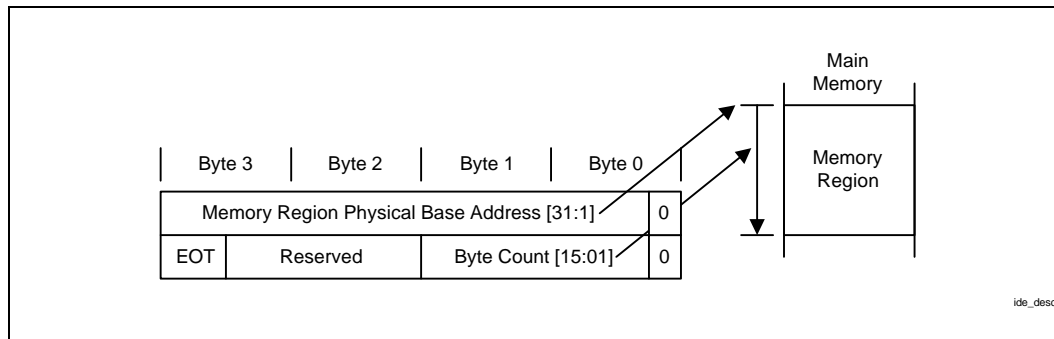 Main
Memory
Byte 3 Byte 2 Byte 1 Byte 0
Memory
Region
Memory Region Physical Base Address [31:1] 0
EOT Reserved Byte Count [15:01] 0
ide_desc